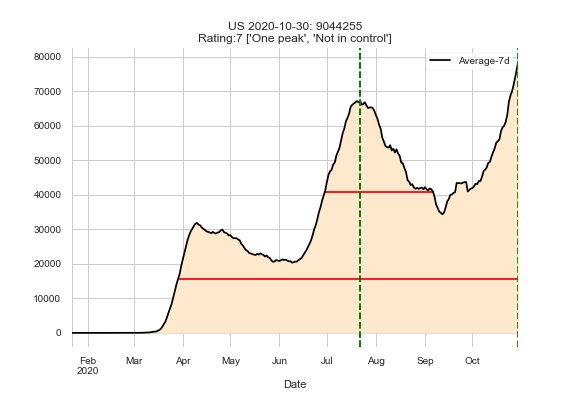 US 2020-10-30: 9044255
Rating:7 ['One peak', 'Not in control']
Average-7d
80000
70000
60000
50000
40000
30000
20000
10000
0
Feb Mar Apr May Jun Jul Aug Sep Oct
2020
Date